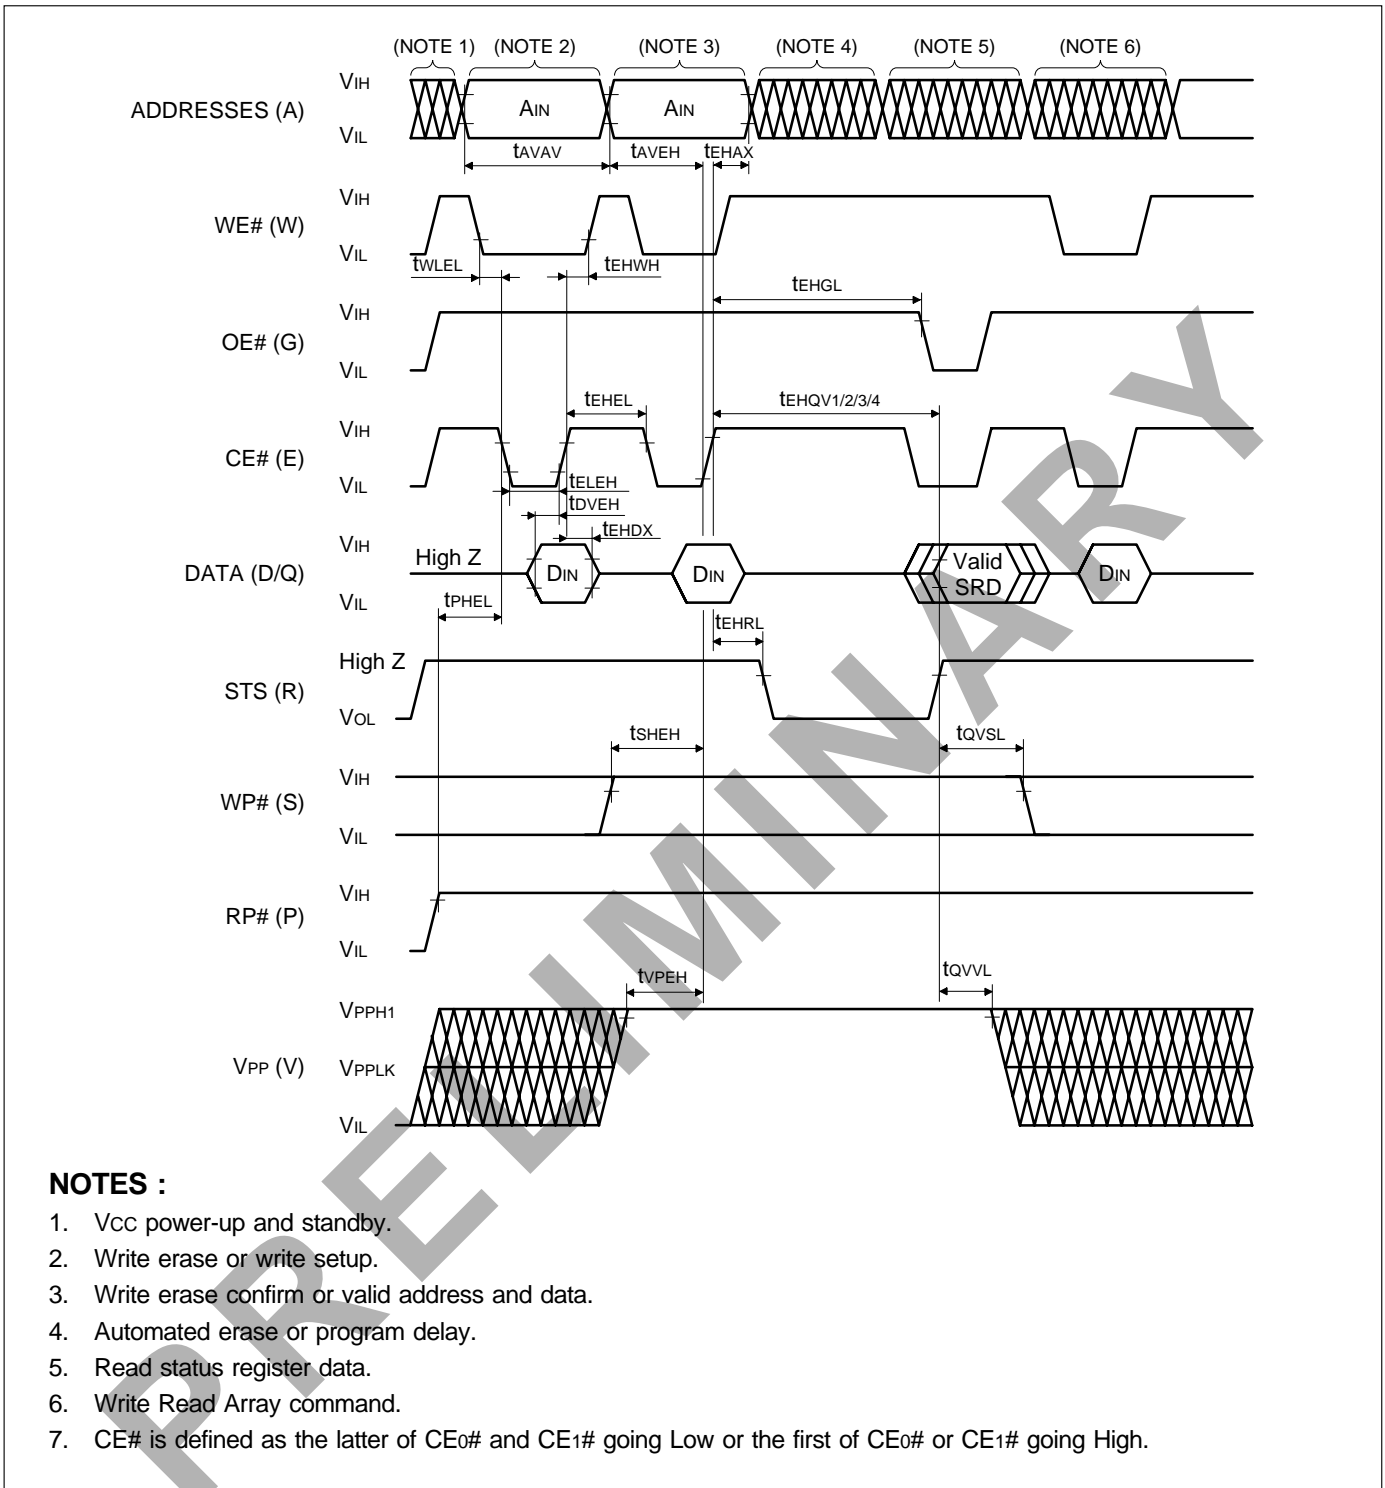 (NOTE 1) (NOTE 2) (NOTE 3) (NOTE 4) (NOTE 5) (NOTE 6)
VIH
ADDRESSES (A) AIN AIN
VIL
tAVAV tAVEH tEHAX
VIH
WE# (W)
VIL
tWLEL tEHWH
tEHGL
VIH
OE# (G)
VIL
tEHEL tEHQV1/2/3/4
VIH
CE# (E)
VIL
tELEH
tDVEH
tEHDX
VIH
High Z
DATA (D/Q) DIN DIN Valid SRD DIN
VIL
tPHEL
tEHRL
High Z
STS (R)
VOL
tSHEH tQVSL
VIH
WP# (S)
VIL
VIH
RP# (P)
VIL
tVPEH tQVVL
VPPH1
VPP (V) VPPLK
VIL
PRELIMINARY
NOTES :
1. VCC power-up and standby.
2. Write erase or write setup.
3. Write erase confirm or valid address and data.
4. Automated erase or program delay.
5. Read status register data.
6. Write Read Array command.
7. CE# is defined as the latter of CE0# and CE1# going Low or the first of CE0# or CE1# going High.